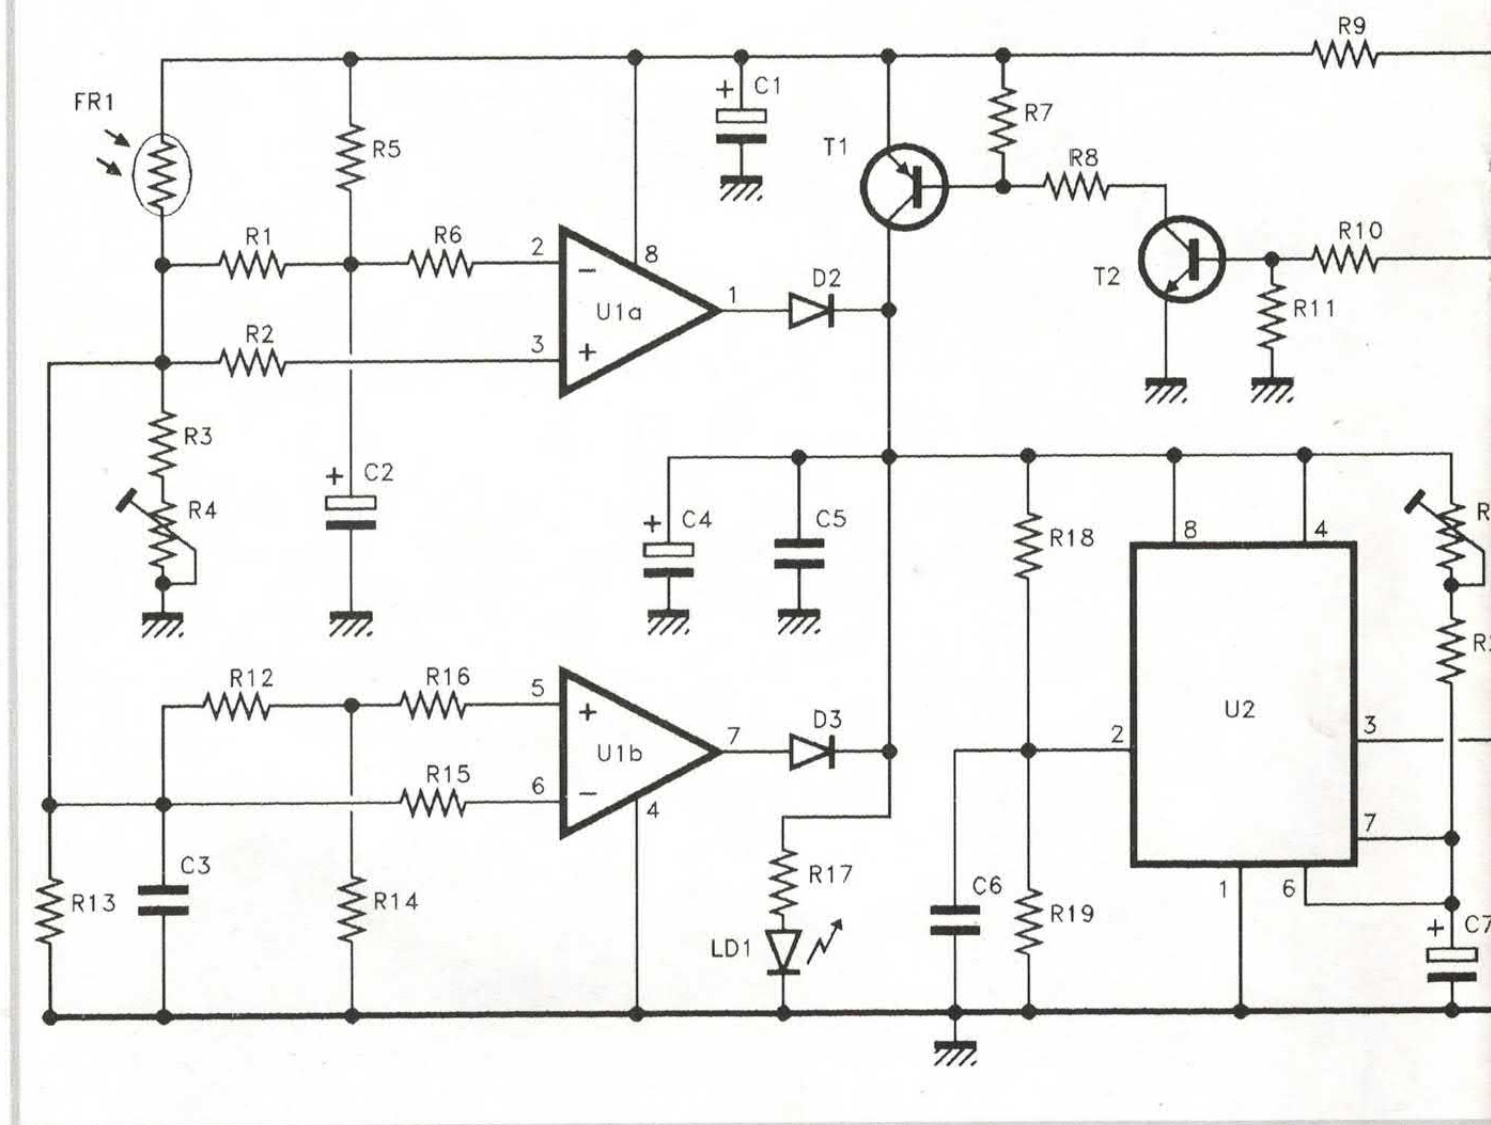 R9
FR1
+
C1
R7
T1
R5
R8
R1
R6
2
8
R10
−
T2
D2
1
U1a
R11
R2
3
+
R3
+
C2
R4
+
C4
C5
R18
8
4
R
R12
R16
5
+
R
U2
3
2
D3
7
U1b
R15
6
−
4
7
C3
R17
C6
1
6
R13
R14
R19
+
C7
LD1